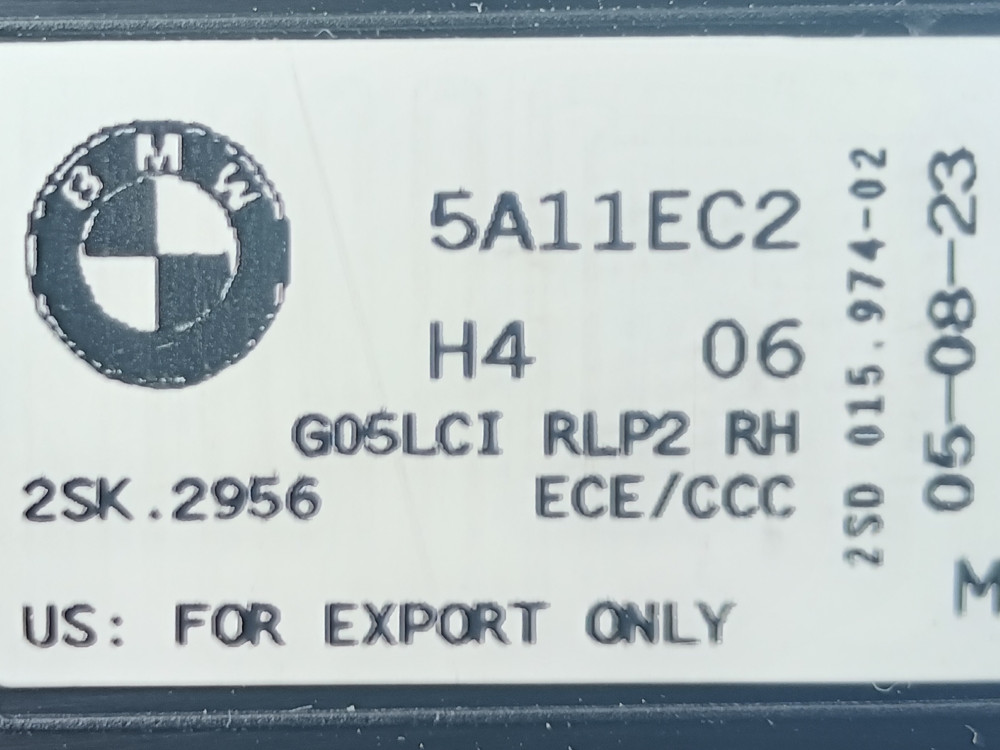 BMW
5A11EC2
H4 06
G05LCI RLP2 RH
2SK.2956 ECE/CCC
US: FOR EXPORT ONLY
2SD 015.974-02
05-08-23
M